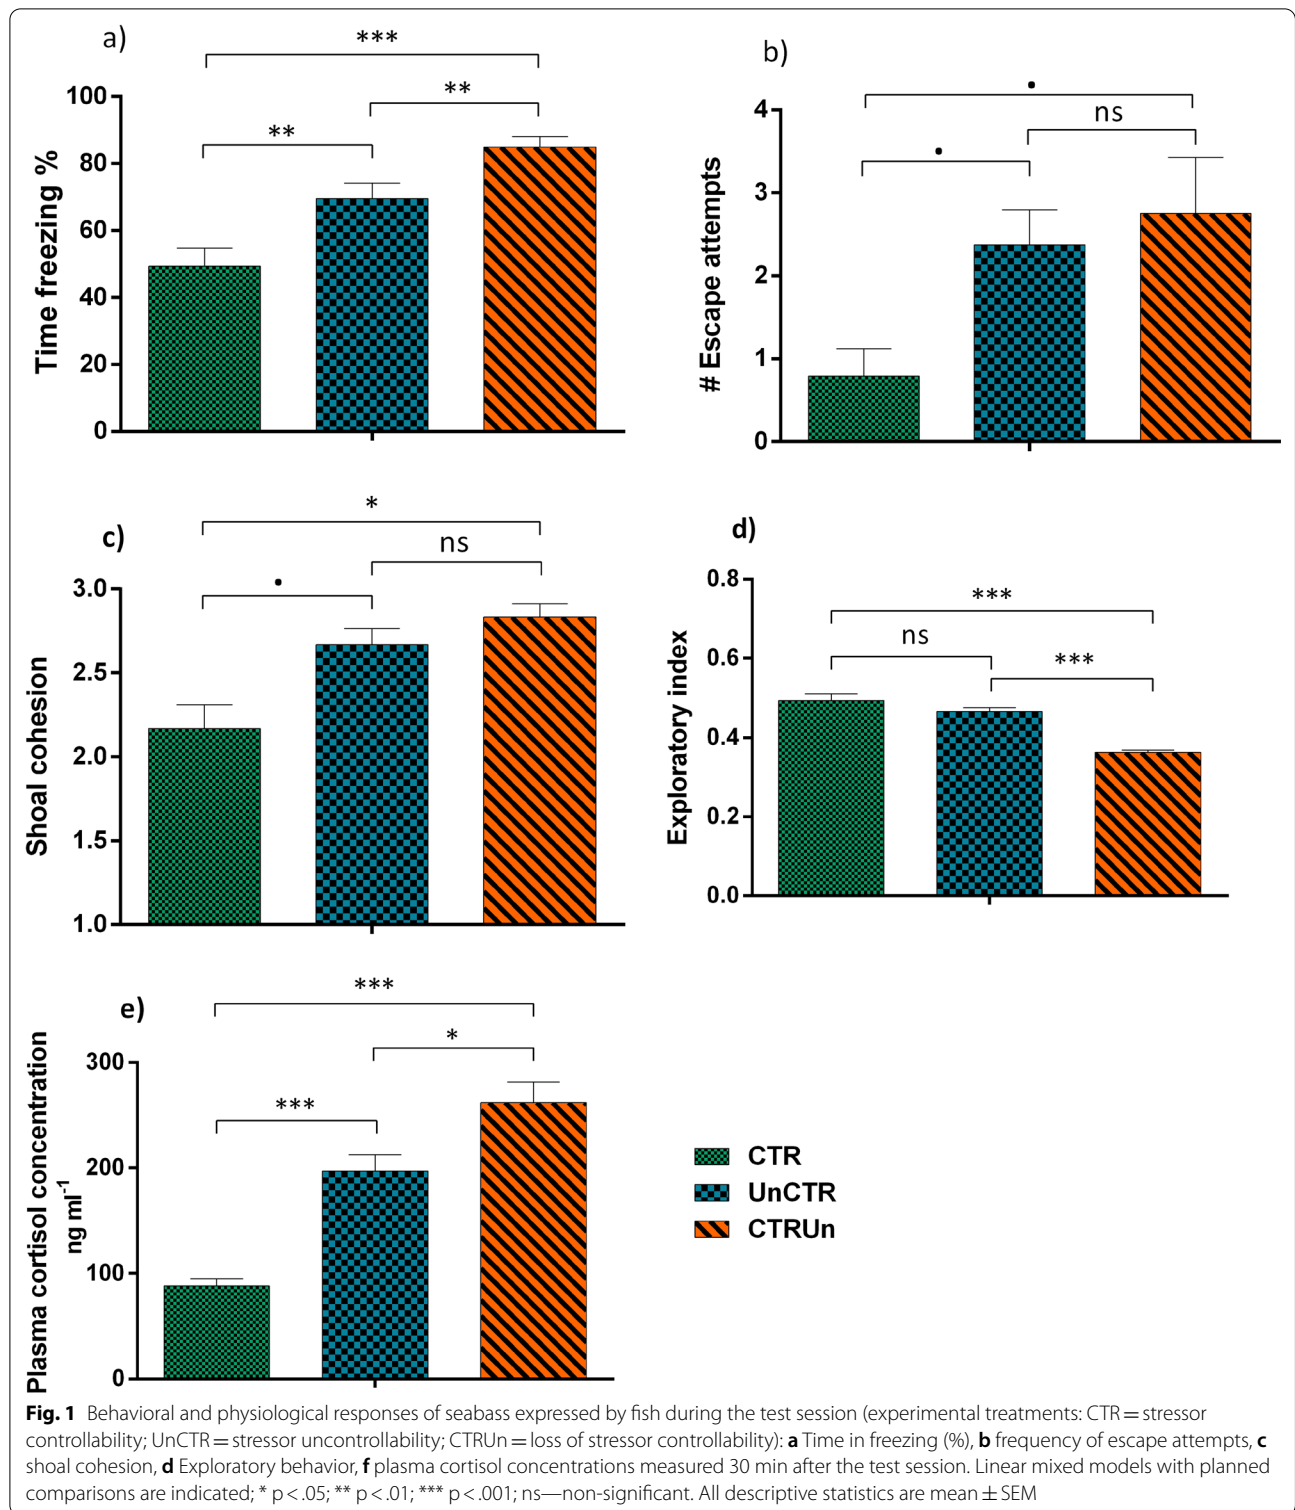 a)
***
**
**
100
80
60
40
20
0
Time freezing %
b)
▪
ns
▪
4
3
2
1
0
# Escape attempts
c)
*
ns
▪
3.0
2.5
2.0
1.5
1.0
Shoal cohesion
d)
***
ns
***
0.8
0.6
0.4
0.2
0.0
Exploratory index
e)
***
*
***
300
200
100
0
Plasma cortisol concentration
ng ml⁻¹
CTR
UnCTR
CTRUn
Fig. 1 Behavioral and physiological responses of seabass expressed by fish during the test session (experimental treatments: CTR = stressor
controllability; UnCTR = stressor uncontrollability; CTRUn = loss of stressor controllability): a Time in freezing (%), b frequency of escape attempts, c
shoal cohesion, d Exploratory behavior, f plasma cortisol concentrations measured 30 min after the test session. Linear mixed models with planned
comparisons are indicated; * p < .05; ** p < .01; *** p < .001; ns—non-significant. All descriptive statistics are mean ± SEM